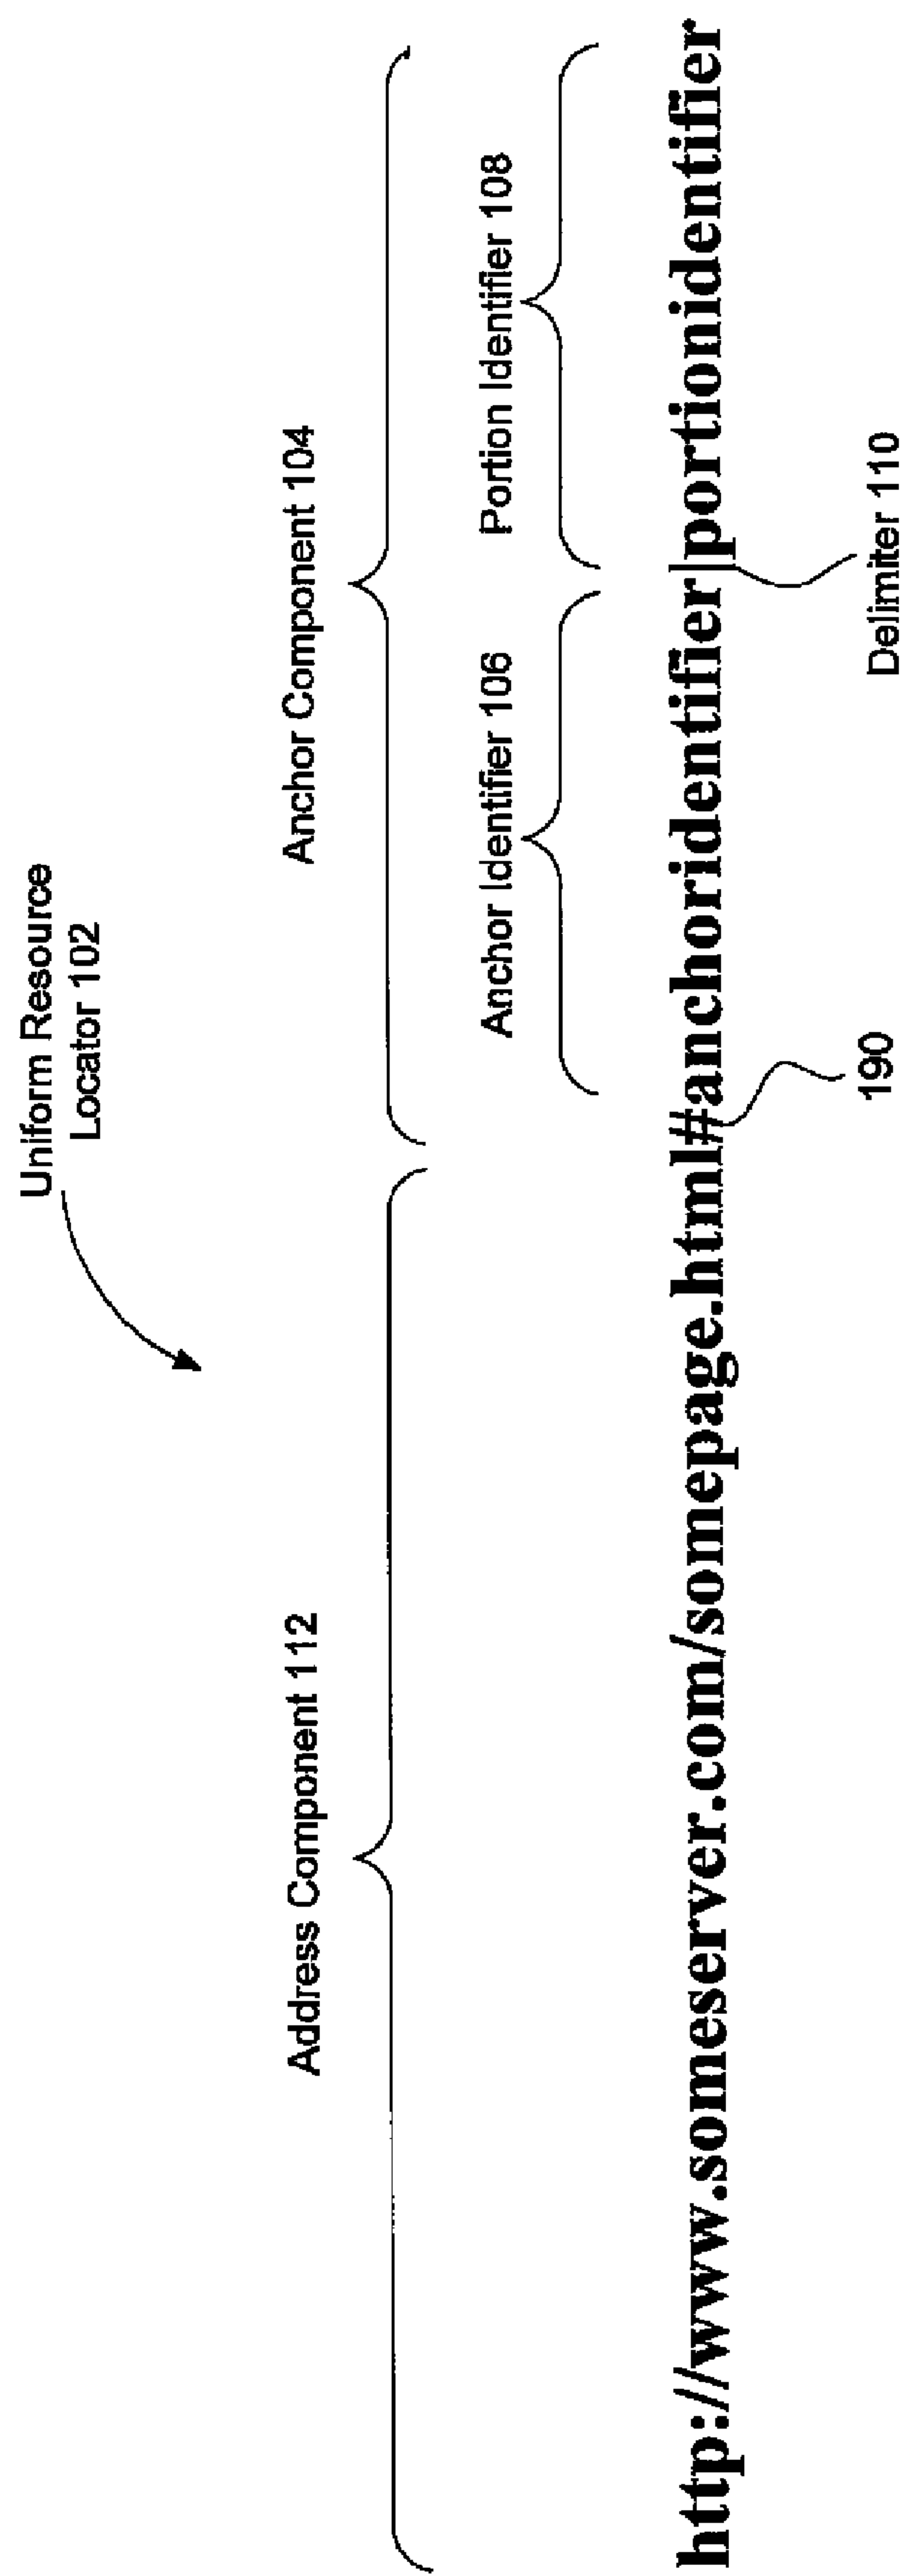 Uniform Resource
Locator 102
Address Component 112
Anchor Component 104
Anchor Identifier 106
Portion Identifier 108
http://www.someserver.com/somepage.html#anchoridentifier|portionidentifier
190
Delimiter 110